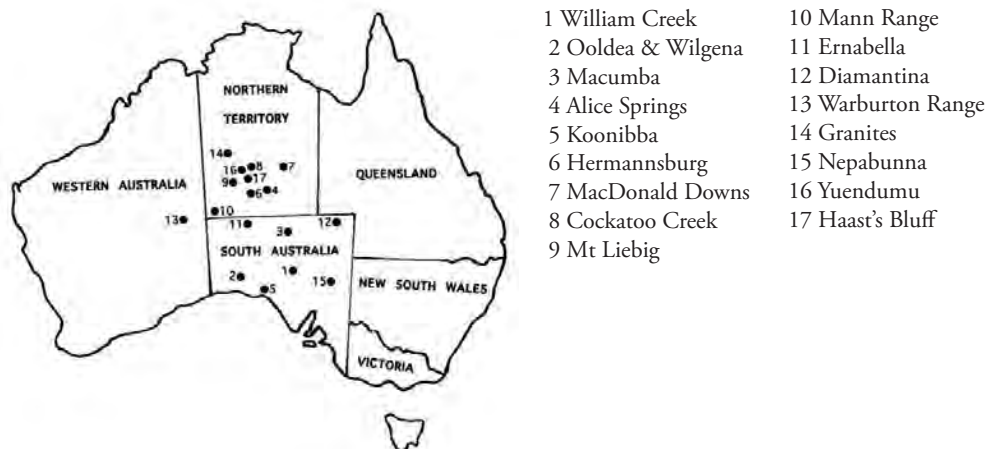 NORTHERN
TERRITORY
14
8
16
7
17
9
4
6
WESTERN AUSTRALIA
QUEENSLAND
10
13
11
12
3
SOUTH AUSTRALIA
2
1
15
5
NEW SOUTH WALES
VICTORIA
1 William Creek
2 Ooldea & Wilgena
3 Macumba
4 Alice Springs
5 Koonibba
6 Hermannsburg
7 MacDonald Downs
8 Cockatoo Creek
9 Mt Liebig
10 Mann Range
11 Ernabella
12 Diamantina
13 Warburton Range
14 Granites
15 Nepabunna
16 Yuendumu
17 Haast’s Bluff